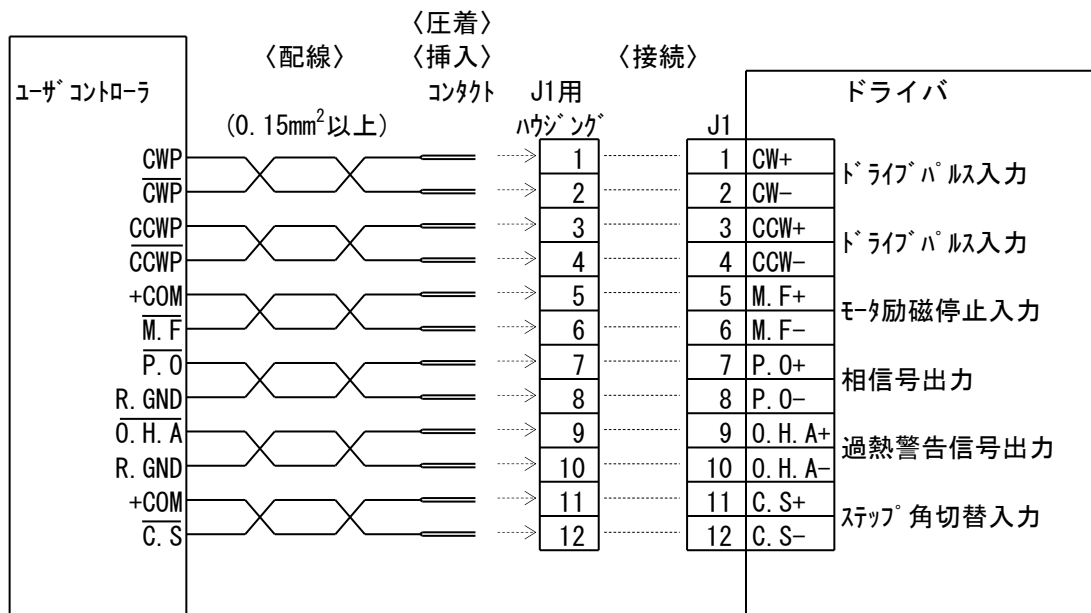 〈圧着〉
〈配線〉 〈挿入〉 〈接続〉
ﾕｰｻﾞｺﾝﾄﾛｰﾗ ｺﾝﾀｸﾄ J1用 ドライバ
(0.15mm²以上) ﾊｳｼﾞﾝｸﾞ J1
CWP 1 1 CW+
ﾄﾞﾗｲﾌﾞﾊﾟﾙｽ入力
C̅W̅P̅ 2 2 CW-
CCWP 3 3 CCW+
ﾄﾞﾗｲﾌﾞﾊﾟﾙｽ入力
C̅C̅W̅P̅ 4 4 CCW-
+COM 5 5 M.F+
ﾓｰﾀ励磁停止入力
M̅.̅F̅ 6 6 M.F-
P̅.̅O̅ 7 7 P.O+
相信号出力
R.GND 8 8 P.O-
O̅.̅H̅.̅A̅ 9 9 O.H.A+
過熱警告信号出力
R.GND 10 10 O.H.A-
+COM 11 11 C.S+
ｽﾃｯﾌﾟ角切替入力
C̅.̅S̅ 12 12 C.S-